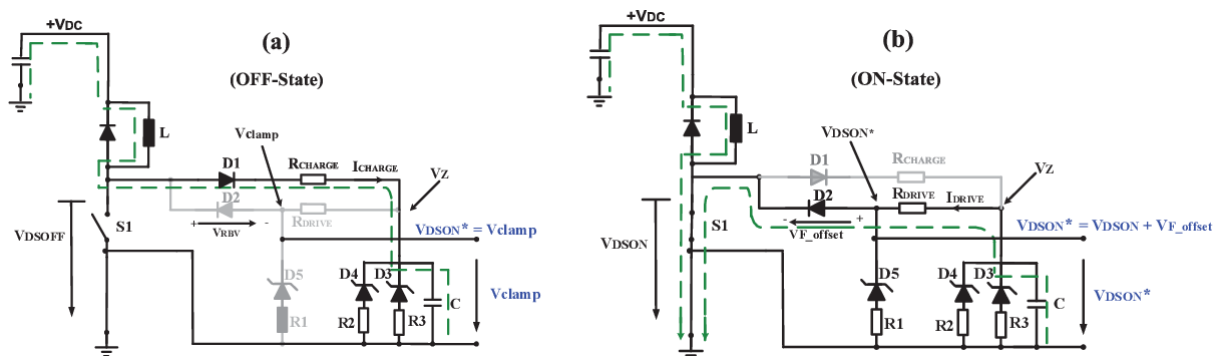 (a)
(OFF-State)
+VDC
L
Vclamp
D1
RCHARGE
ICHARGE
VZ
D2
RDRIVE
+ VRBV -
S1
VDSOFF
VDSON* = Vclamp
D5
D4
D3
C
R1
R2
R3
Vclamp
(b)
(ON-State)
+VDC
L
VDSON*
RCHARGE
D1
VZ
D2
RDRIVE
IDRIVE
S1
- VF_offset +
VDSON* = VDSON + VF_offset
VDSON
D5
D4
D3
C
R1
R2
R3
VDSON*